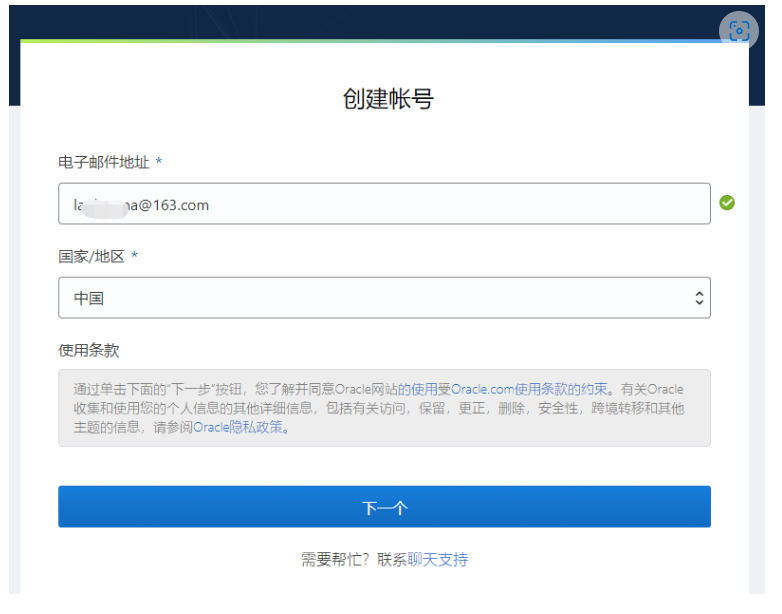 创建帐号
电子邮件地址 *
la na@163.com
国家/地区 *
中国
使用条款
通过单击下面的“下一步”按钮，您了解并同意Oracle网站的使用受Oracle.com使用条款的约束。有关Oracle
收集和使用您的个人信息的其他详细信息，包括有关访问，保留，更正，删除，安全性，跨境转移和其他
主题的信息，请参阅Oracle隐私政策。
下一个
需要帮忙？联系聊天支持